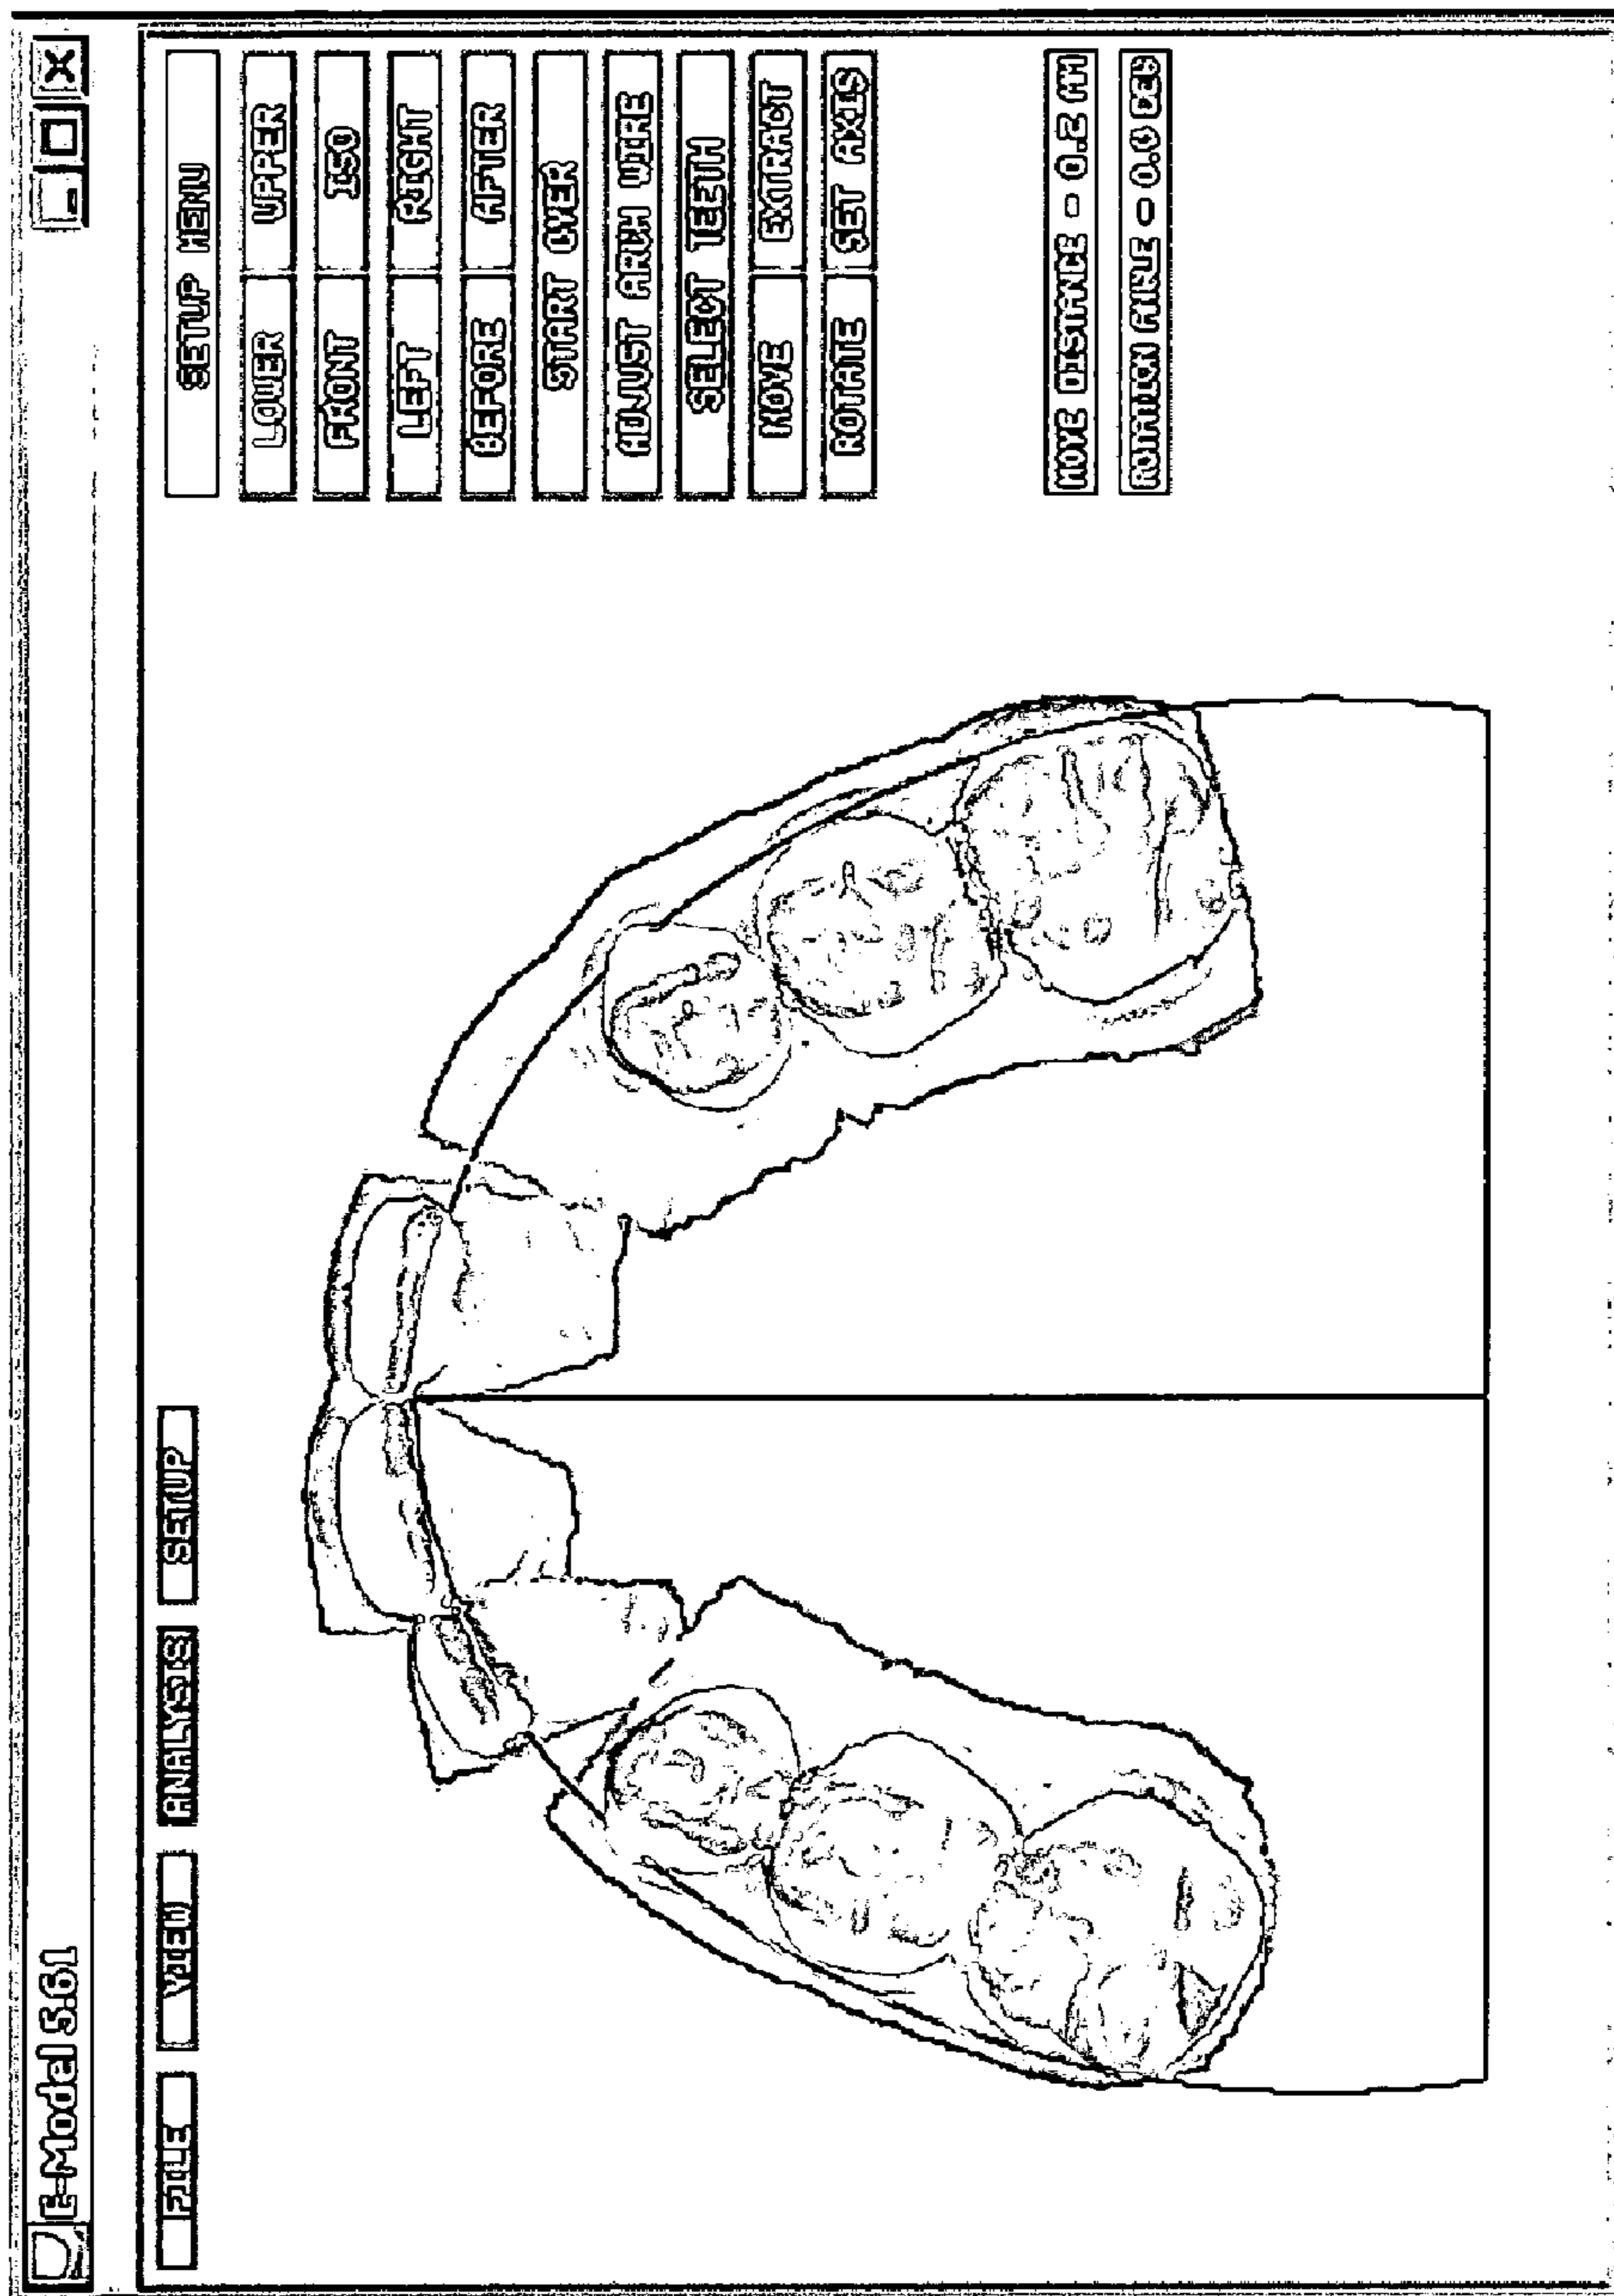 E-Model 5.61
FILE VIEW ANALYSIS SETUP
SETUP MENU
LOWER UPPER
FRONT ISO
LEFT RIGHT
BEFORE AFTER
START OVER
ADJUST ARCH WIRE
SELECT TEETH
MOVE EXTRACT
ROTATE SET AXIS
MOVE DISTANCE - 0.2 MM
ROTATION ANGLE - 0.0 DEG